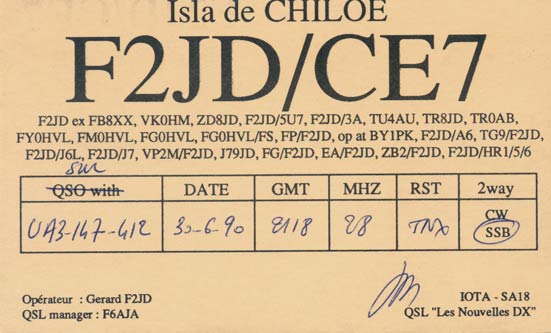 Isla de CHILOE
F2JD/CE7
F2JD ex FB8XX, VK0HM, ZD8JD, F2JD/5U7, F2JD/3A, TU4AU, TR8JD, TR0AB,
FY0HVL, FM0HVL, FG0HVL, FG0HVL/FS, FP/F2JD, op at BY1PK, F2JD/A6, TG9/F2JD,
F2JD/J6L, F2JD/J7, VP2M/F2JD, J79JD, FG/F2JD, EA/F2JD, ZB2/F2JD, F2JD/HR1/5/6
SWL
QSO with DATE GMT MHZ RST 2way
UA3-147-412 30-6-90 2118 28 TNX CW
SSB
Opérateur : Gerard F2JD IOTA - SA18
QSL manager : F6AJA QSL "Les Nouvelles DX"